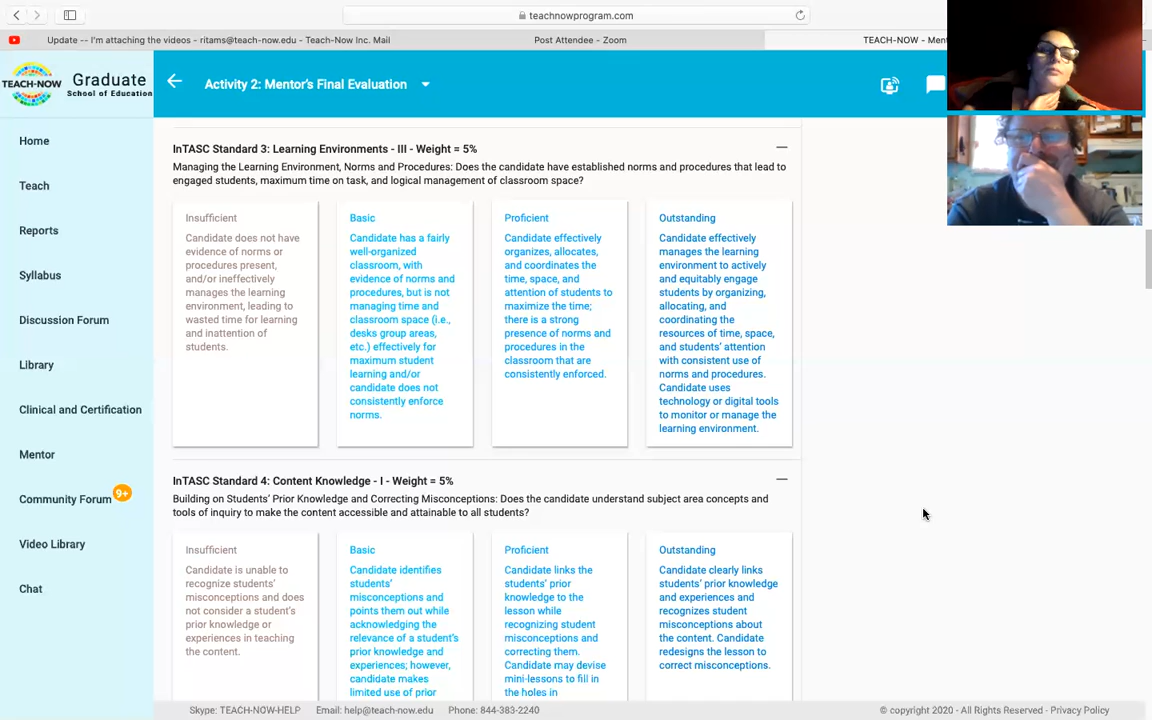 teachnowprogram.com
Update -- I'm attaching the videos - ritams@teach-now.edu - Teach-Now Inc. Mail
Post Attendee - Zoom
TEACH-NOW - Men
TEACH-NOW
Graduate
School of Education
Activity 2: Mentor's Final Evaluation
Home
Teach
Reports
Syllabus
Discussion Forum
Library
Clinical and Certification
Mentor
Community Forum
9+
Video Library
Chat
InTASC Standard 3: Learning Environments - III - Weight = 5%
Managing the Learning Environment, Norms and Procedures: Does the candidate have established norms and procedures that lead to
engaged students, maximum time on task, and logical management of classroom space?
Insufficient
Candidate does not have
evidence of norms or
procedures present,
and/or ineffectively
manages the learning
environment, leading to
wasted time for learning
and inattention of
students.
Basic
Candidate has a fairly
well-organized
classroom, with
evidence of norms and
procedures, but is not
managing time and
classroom space (i.e.,
desks group areas,
etc.) effectively for
maximum student
learning and/or
candidate does not
consistently enforce
norms.
Proficient
Candidate effectively
organizes, allocates,
and coordinates the
time, space, and
attention of students to
maximize the time;
there is a strong
presence of norms and
procedures in the
classroom that are
consistently enforced.
Outstanding
Candidate effectively
manages the learning
environment to actively
and equitably engage
students by organizing,
allocating, and
coordinating the
resources of time, space,
and students' attention
with consistent use of
norms and procedures.
Candidate uses
technology or digital tools
to monitor or manage the
learning environment.
InTASC Standard 4: Content Knowledge - I - Weight = 5%
Building on Students' Prior Knowledge and Correcting Misconceptions: Does the candidate understand subject area concepts and
tools of inquiry to make the content accessible and attainable to all students?
Insufficient
Candidate is unable to
recognize students'
misconceptions and does
not consider a student's
prior knowledge or
experiences in teaching
the content.
Basic
Candidate identifies
students'
misconceptions and
points them out while
acknowledging the
relevance of a student's
prior knowledge and
experiences; however,
candidate makes
limited use of prior
Proficient
Candidate links the
students' prior
knowledge to the
lesson while
recognizing student
misconceptions and
correcting them.
Candidate may devise
mini-lessons to fill in
the holes in
Outstanding
Candidate clearly links
students' prior knowledge
and experiences and
recognizes student
misconceptions about
the content. Candidate
redesigns the lesson to
correct misconceptions.
Skype: TEACH-NOW-HELP Email: help@teach-now.edu Phone: 844-383-2240
© copyright 2020 - All Rights Reserved · Privacy Policy